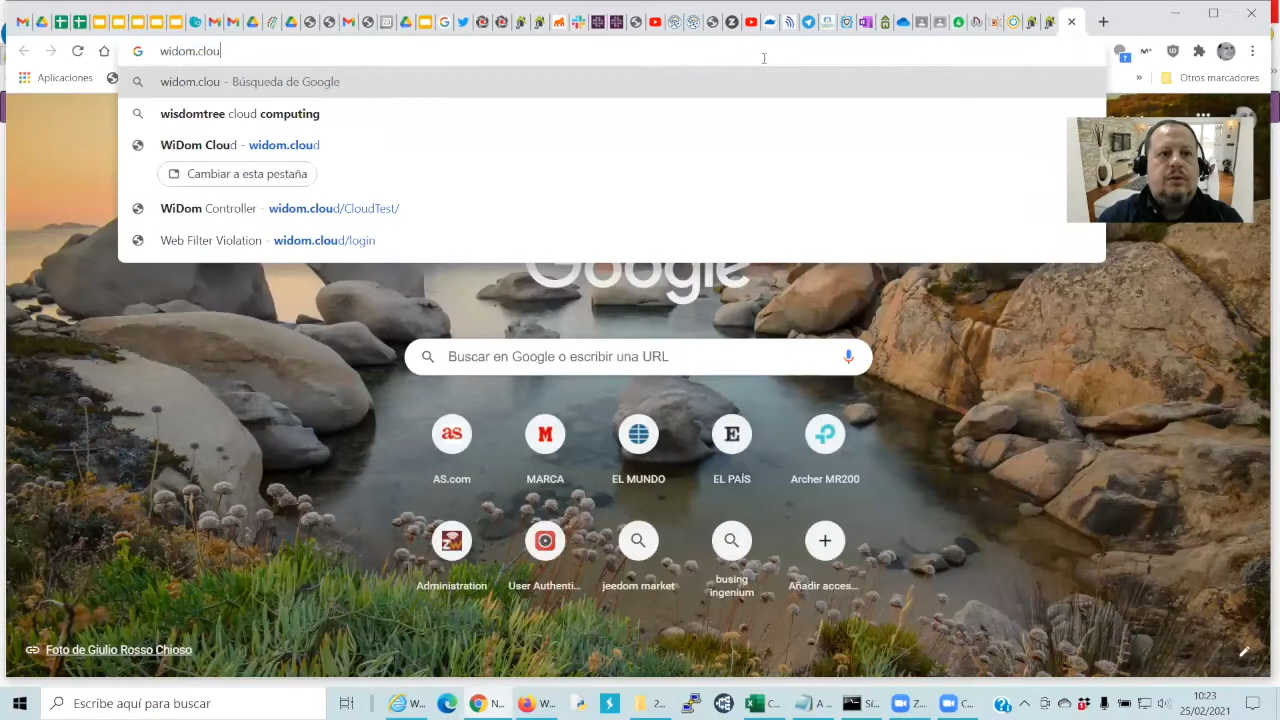 widom.clou
widom.clou - Búsqueda de Google
Aplicaciones
»
Otros marcadores
wisdomtree cloud computing
WiDom Cloud - widom.cloud
Cambiar a esta pestaña
WiDom Controller - widom.cloud/CloudTest/
Web Filter Violation - widom.cloud/login
Google
Buscar en Google o escribir una URL
as
M
E
AS.com
MARCA
EL MUNDO
EL PAÍS
Archer MR200
Administration
User Authenti...
jeedom market
busing
ingenium
Añadir acces...
Foto de Giulio Rosso Chioso
Escribe aquí para buscar
W...
N...
W...
2...
C...
A ...
Sí...
Z...
C...
10:23
25/02/2021